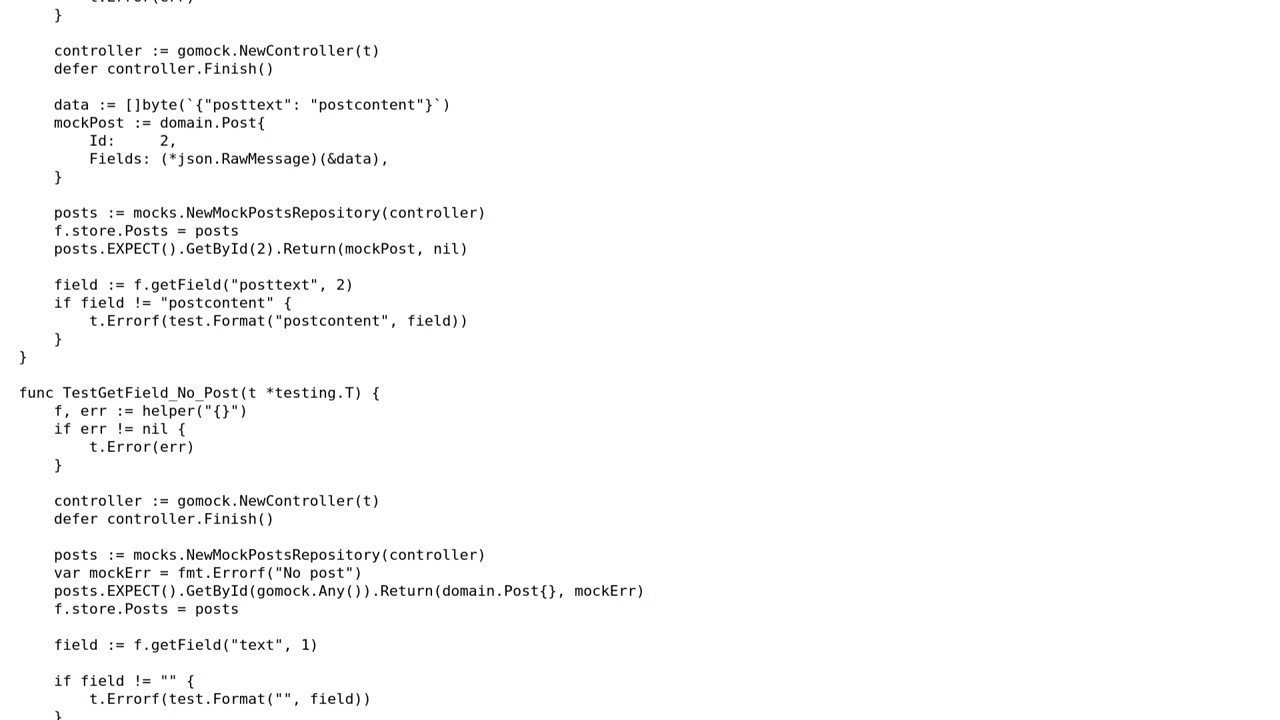 t.Error(err)
    }

    controller := gomock.NewController(t)
    defer controller.Finish()

    data := []byte(`{"posttext": "postcontent"}`)
    mockPost := domain.Post{
        Id:     2,
        Fields: (*json.RawMessage)(&data),
    }

    posts := mocks.NewMockPostsRepository(controller)
    f.store.Posts = posts
    posts.EXPECT().GetById(2).Return(mockPost, nil)

    field := f.getField("posttext", 2)
    if field != "postcontent" {
        t.Errorf(test.Format("postcontent", field))
    }
}

func TestGetField_No_Post(t *testing.T) {
    f, err := helper("{}")
    if err != nil {
        t.Error(err)
    }

    controller := gomock.NewController(t)
    defer controller.Finish()

    posts := mocks.NewMockPostsRepository(controller)
    var mockErr = fmt.Errorf("No post")
    posts.EXPECT().GetById(gomock.Any()).Return(domain.Post{}, mockErr)
    f.store.Posts = posts

    field := f.getField("text", 1)

    if field != "" {
        t.Errorf(test.Format("", field))
    }